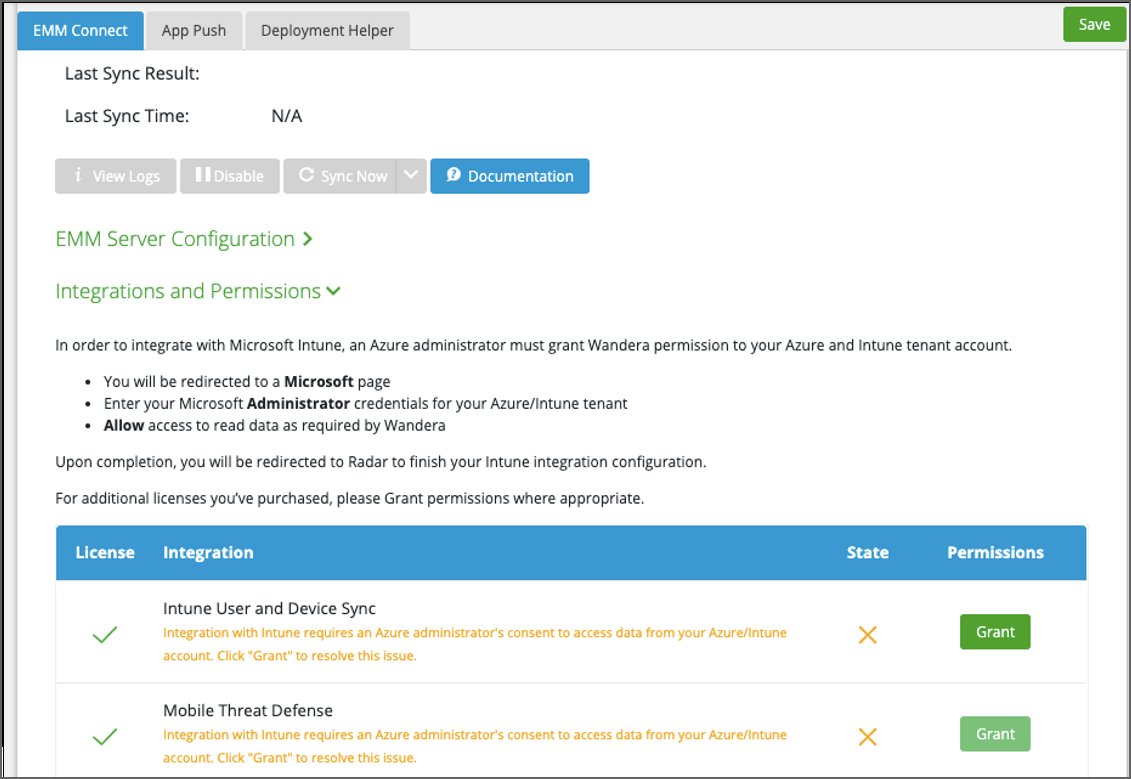 EMM Connect App Push Deployment Helper Save
Last Sync Result:
Last Sync Time: N/A
View Logs Disable Sync Now Documentation
EMM Server Configuration
Integrations and Permissions
In order to integrate with Microsoft Intune, an Azure administrator must grant Wandera permission to your Azure and Intune tenant account.
• You will be redirected to a Microsoft page
• Enter your Microsoft Administrator credentials for your Azure/Intune tenant
• Allow access to read data as required by Wandera
Upon completion, you will be redirected to Radar to finish your Intune integration configuration.
For additional licenses you’ve purchased, please Grant permissions where appropriate.
License Integration State Permissions
Intune User and Device Sync
Integration with Intune requires an Azure administrator's consent to access data from your Azure/Intune
account. Click "Grant" to resolve this issue.
Grant
Mobile Threat Defense
Integration with Intune requires an Azure administrator's consent to access data from your Azure/Intune
account. Click "Grant" to resolve this issue.
Grant